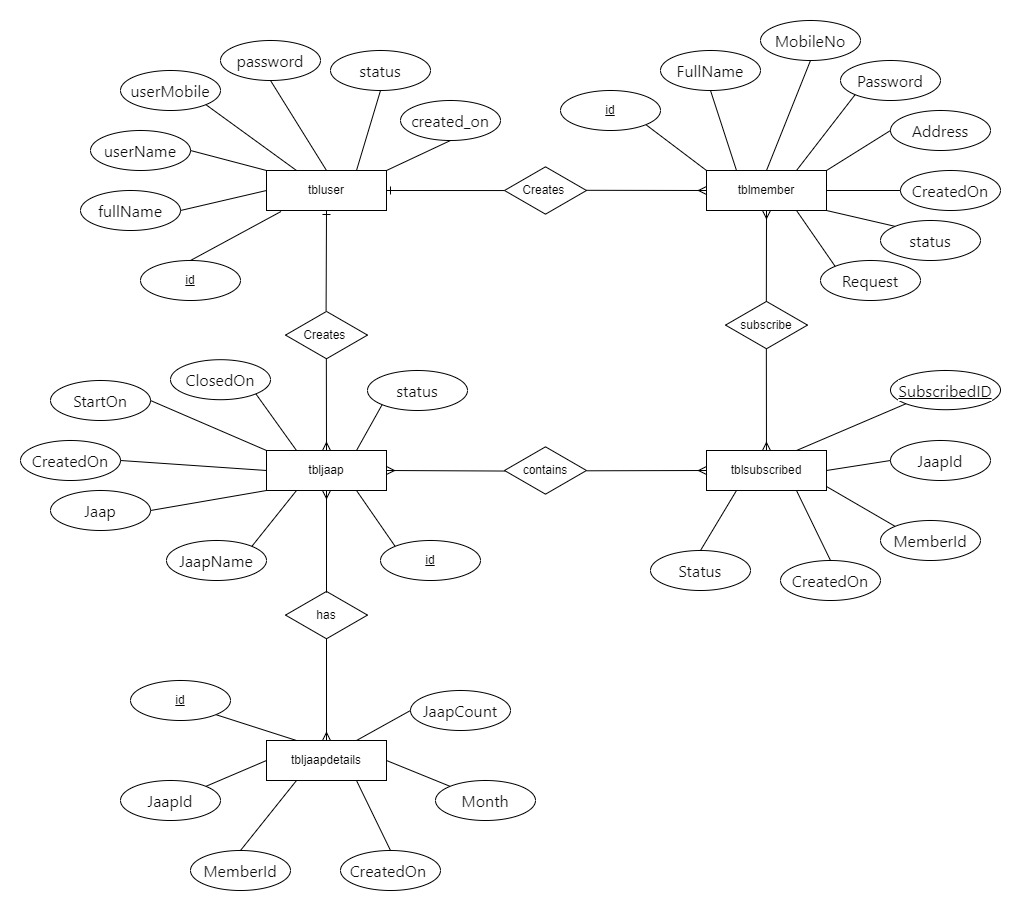 MobileNo
password
status
FullName
Password
userMobile
id
created_on
Address
userName
tbluser
Creates
tblmember
CreatedOn
fullName
status
id
Request
Creates
subscribe
ClosedOn
status
SubscribedID
StartOn
CreatedOn
tbljaap
contains
tblsubscribed
JaapId
Jaap
MemberId
JaapName
id
Status
CreatedOn
has
id
JaapCount
tbljaapdetails
JaapId
Month
MemberId
CreatedOn